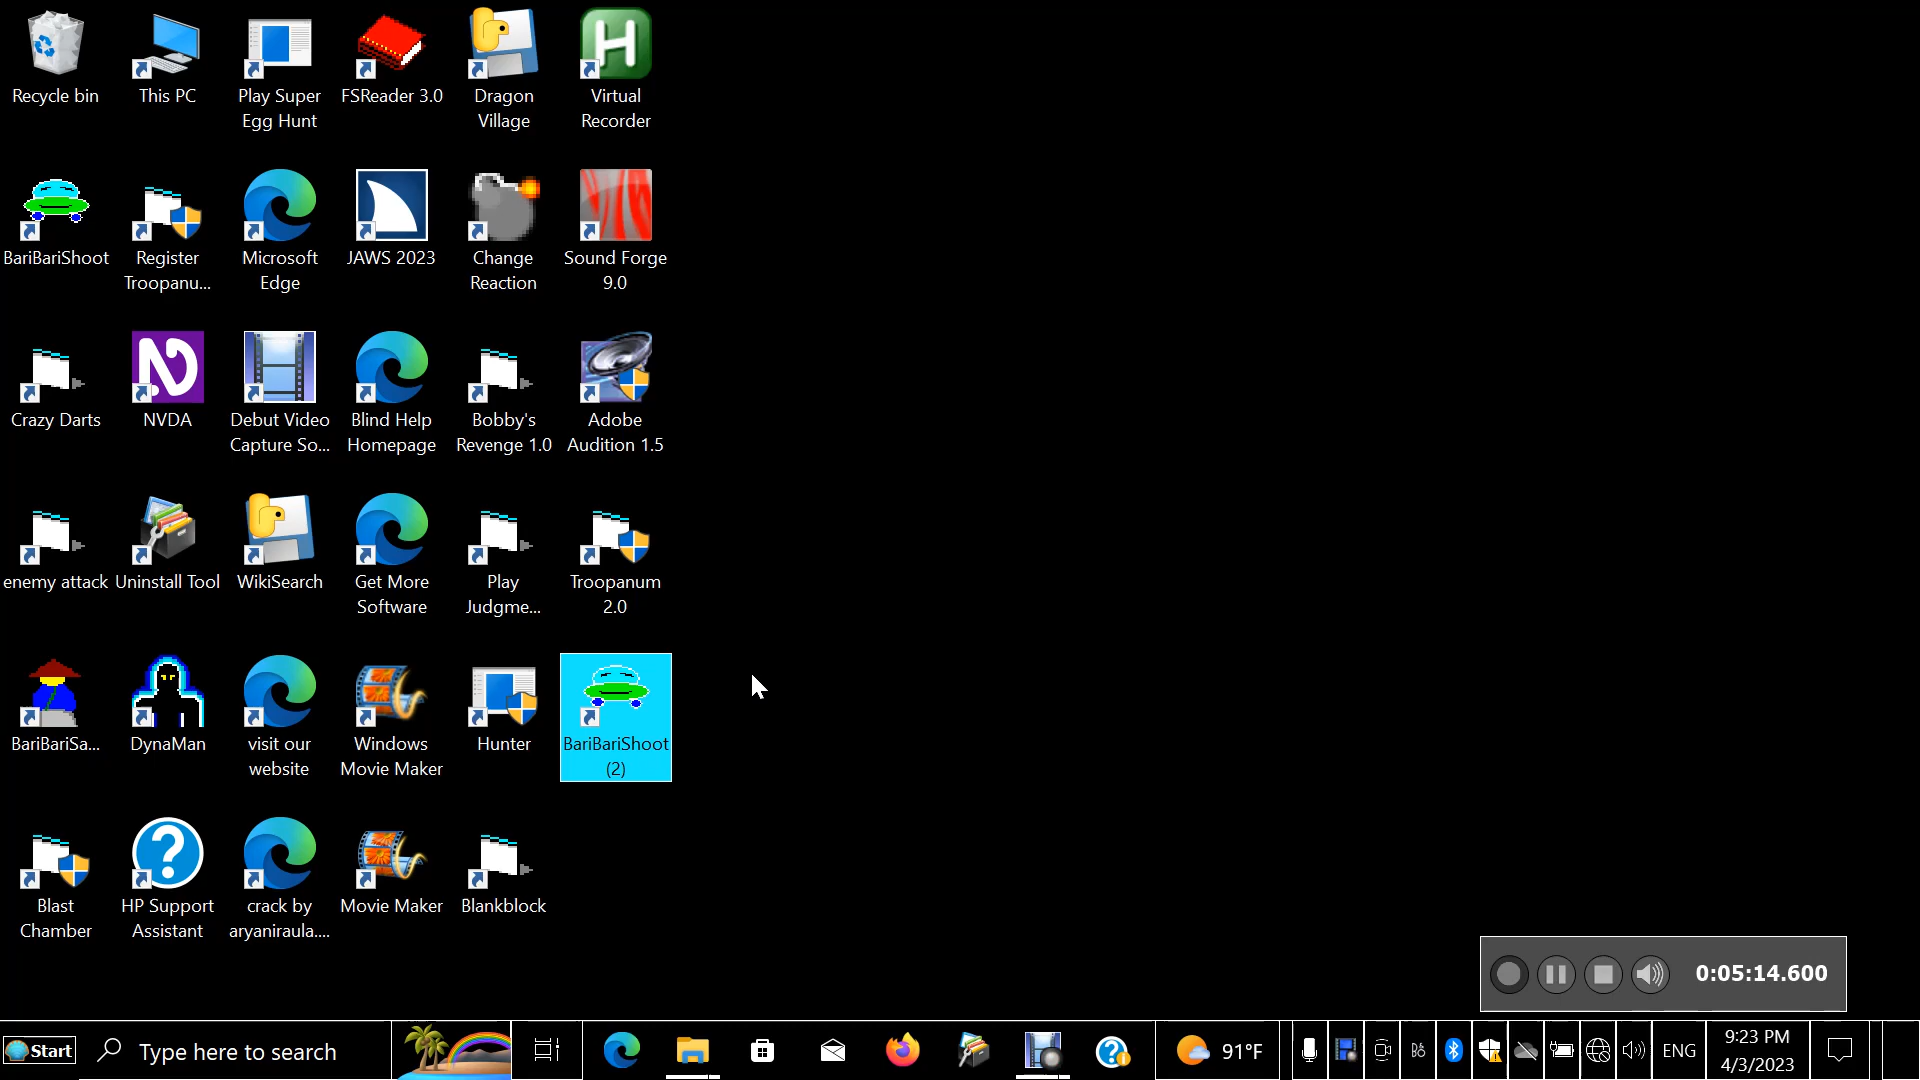 Recycle bin
This PC
Play Super
Egg Hunt
FSReader 3.0
Dragon
Village
Virtual
Recorder
BariBariShoot
Register
Troopanu...
Microsoft
Edge
JAWS 2023
Change
Reaction
Sound Forge
9.0
Crazy Darts
NVDA
Debut Video
Capture So...
Blind Help
Homepage
Bobby's
Revenge 1.0
Adobe
Audition 1.5
enemy attack
Uninstall Tool
WikiSearch
Get More
Software
Play
Judgme...
Troopanum
2.0
BariBariSa...
DynaMan
visit our
website
Windows
Movie Maker
Hunter
BariBariShoot
(2)
Blast
Chamber
HP Support
Assistant
crack by
aryaniraula....
Movie Maker
Blankblock
0:05:14.600
Start
Type here to search
91°F
ENG
9:23 PM
4/3/2023